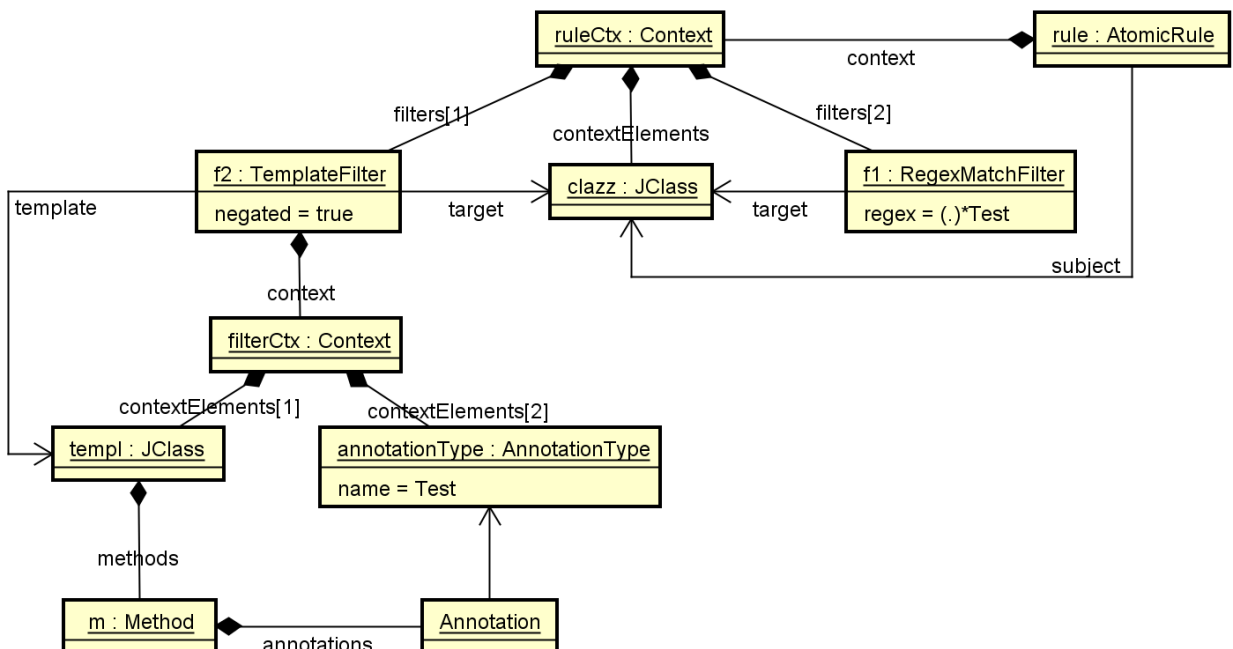 ruleCtx : Context
rule : AtomicRule
context
filters[1]
filters[2]
contextElements
f2 : TemplateFilter
negated = true
clazz : JClass
f1 : RegexMatchFilter
regex = (.)*Test
template
target
target
subject
context
filterCtx : Context
contextElements[1]
contextElements[2]
templ : JClass
annotationType : AnnotationType
name = Test
methods
m : Method
Annotation
annotations